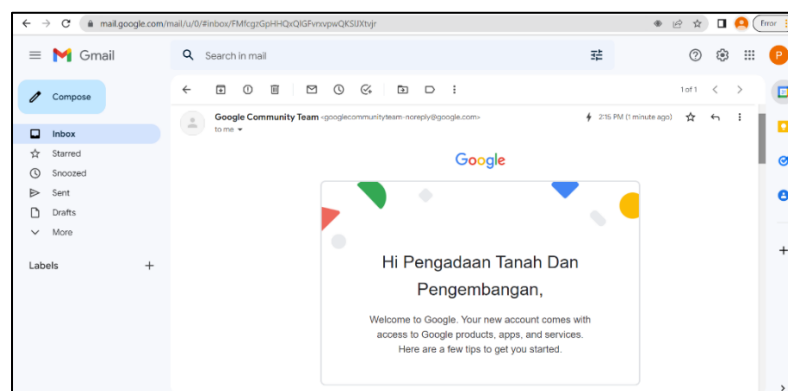 mail.google.com/mail/u/0/#inbox/FMfcgzGpHHQxQlGFvrxvpwQKSlJXtvjr
Error
Gmail
Search in mail
P
Compose
1 of 1
Inbox
Starred
Snoozed
Sent
Drafts
More
Labels
Google Community Team <googlecommunityteam-noreply@google.com>
2:15 PM (1 minute ago)
to me
Google
Hi Pengadaan Tanah Dan
Pengembangan,
Welcome to Google. Your new account comes with
access to Google products, apps, and services.
Here are a few tips to get you started.